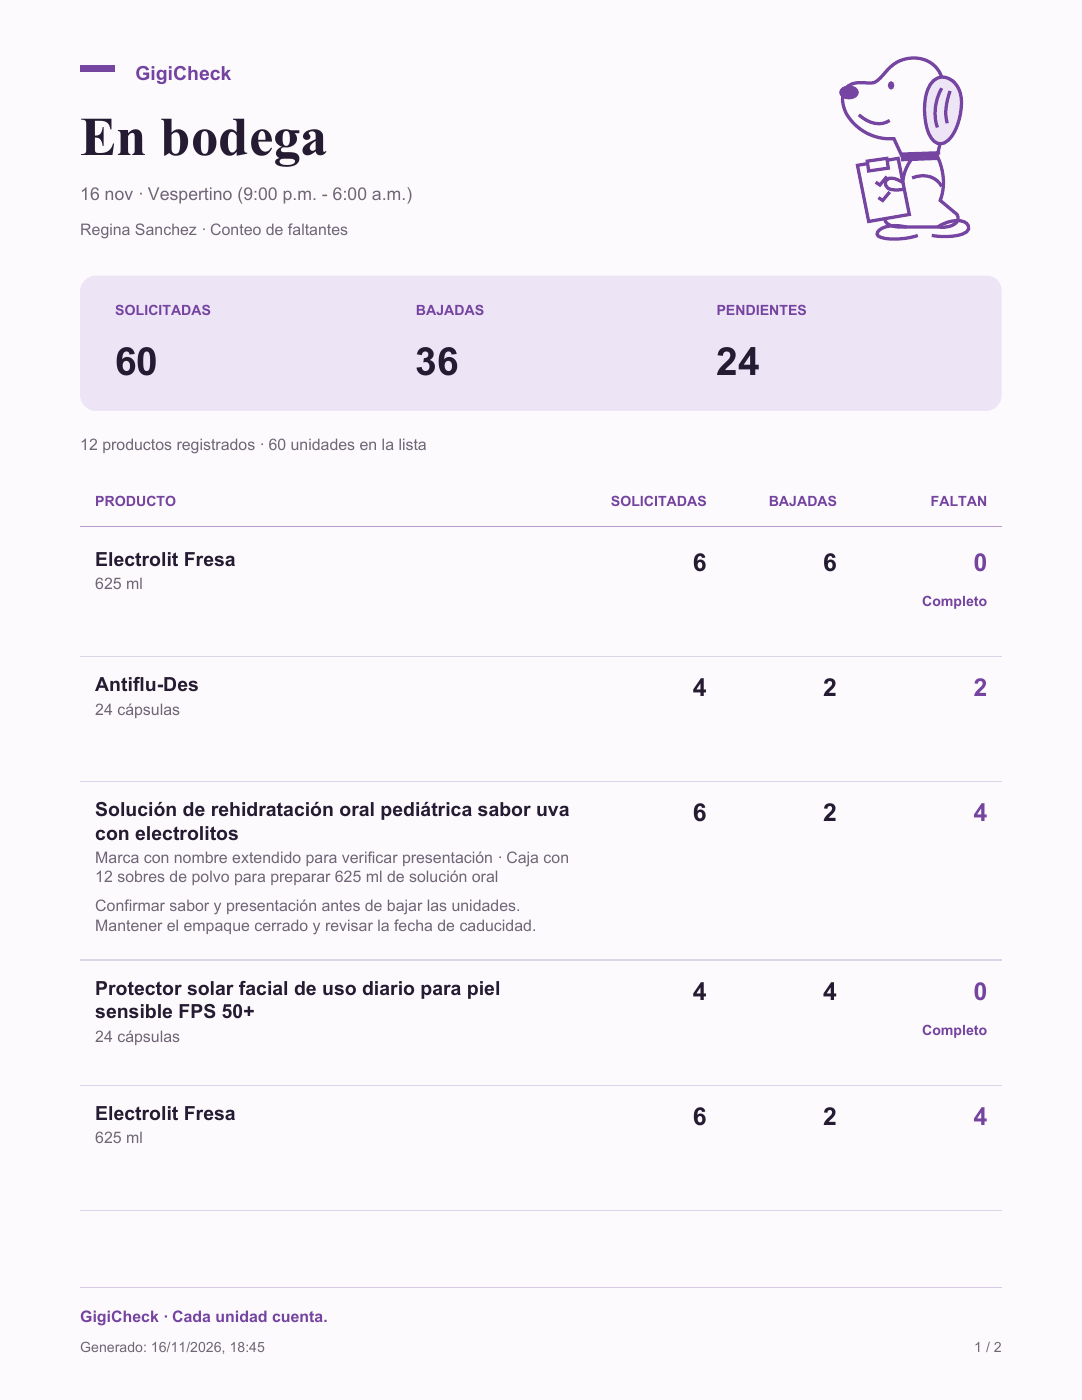 GigiCheck
En bodega
16 nov · Vespertino (9:00 p.m. - 6:00 a.m.)
Regina Sanchez · Conteo de faltantes
SOLICITADAS BAJADAS PENDIENTES
60 36 24
12 productos registrados · 60 unidades en la lista
PRODUCTO SOLICITADAS BAJADAS FALTAN
Electrolit Fresa 6 6 0
625 ml
Completo
Antiflu-Des 4 2 2
24 cápsulas
Solución de rehidratación oral pediátrica sabor uva 6 2 4
con electrolitos
Marca con nombre extendido para verificar presentación · Caja con
12 sobres de polvo para preparar 625 ml de solución oral
Confirmar sabor y presentación antes de bajar las unidades.
Mantener el empaque cerrado y revisar la fecha de caducidad.
Protector solar facial de uso diario para piel 4 4 0
sensible FPS 50+
24 cápsulas Completo
Electrolit Fresa 6 2 4
625 ml
GigiCheck · Cada unidad cuenta.
Generado: 16/11/2026, 18:45 1 / 2